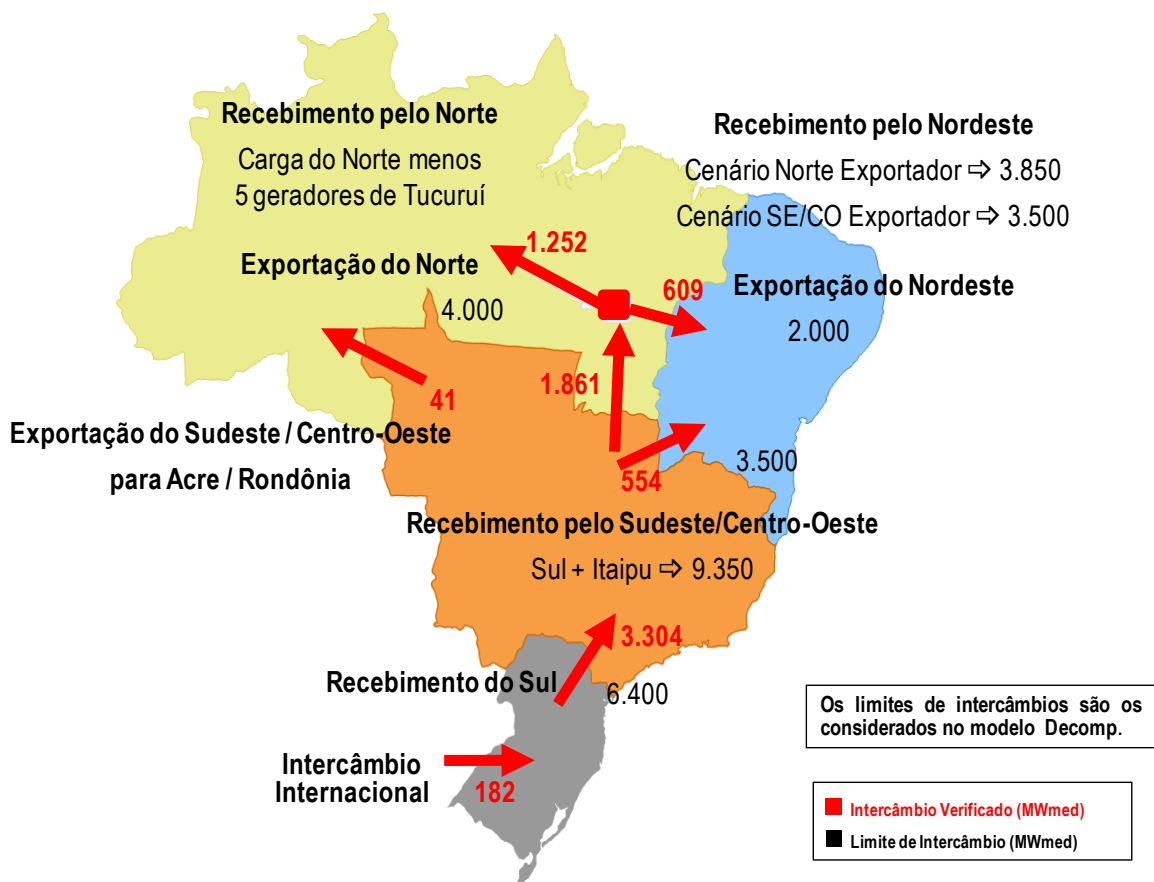 Recebimento pelo Norte
Carga do Norte menos
5 geradores de Tucuruí
Recebimento pelo Nordeste
Cenário Norte Exportador ⇨ 3.850
Cenário SE/CO Exportador ⇨ 3.500
1.252
Exportação do Norte
4.000
609
Exportação do Nordeste
2.000
1.861
41
Exportação do Sudeste / Centro-Oeste
para Acre / Rondônia
3.500
554
Recebimento pelo Sudeste/Centro-Oeste
Sul + Itaipu ⇨ 9.350
3.304
Recebimento do Sul
6.400
Os limites de intercâmbios são os
considerados no modelo Decomp.
Intercâmbio
Internacional
182
Intercâmbio Verificado (MWmed)
Limite de Intercâmbio (MWmed)